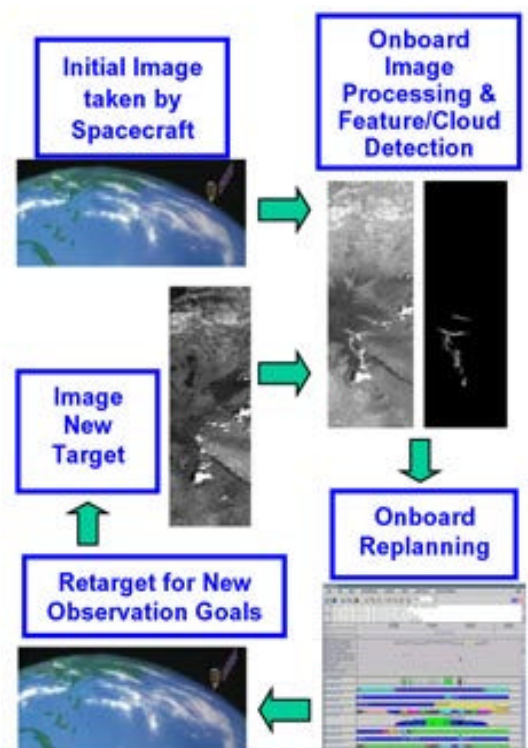 Initial Image
taken by
Spacecraft
Onboard
Image
Processing &
Feature/Cloud
Detection
Image
New
Target
Onboard
Replanning
Retarget for New
Observation Goals